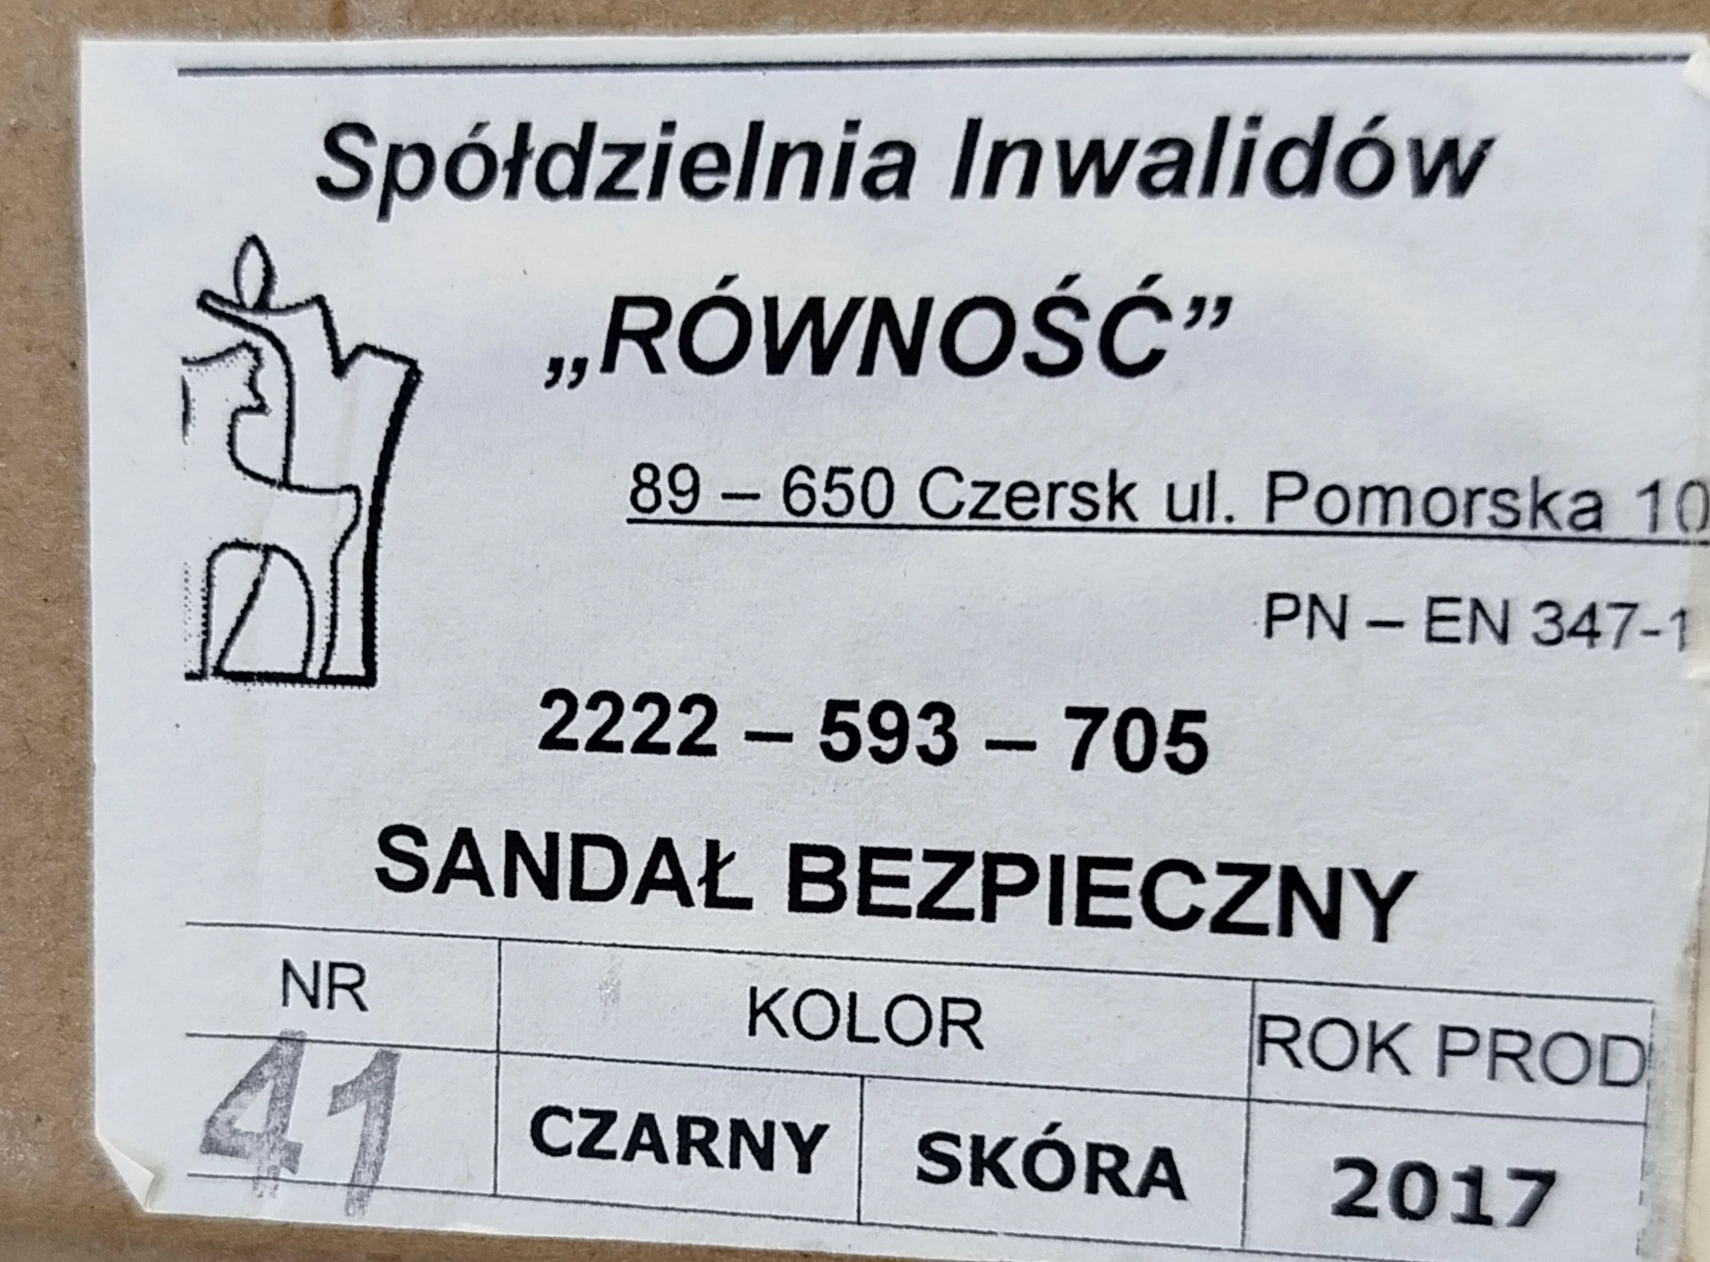 Spółdzielnia Inwalidów
„RÓWNOŚĆ”
89 – 650 Czersk ul. Pomorska 10
PN – EN 347-1
2222 – 593 – 705
SANDAŁ BEZPIECZNY
NR KOLOR ROK PROD
41 CZARNY SKÓRA 2017